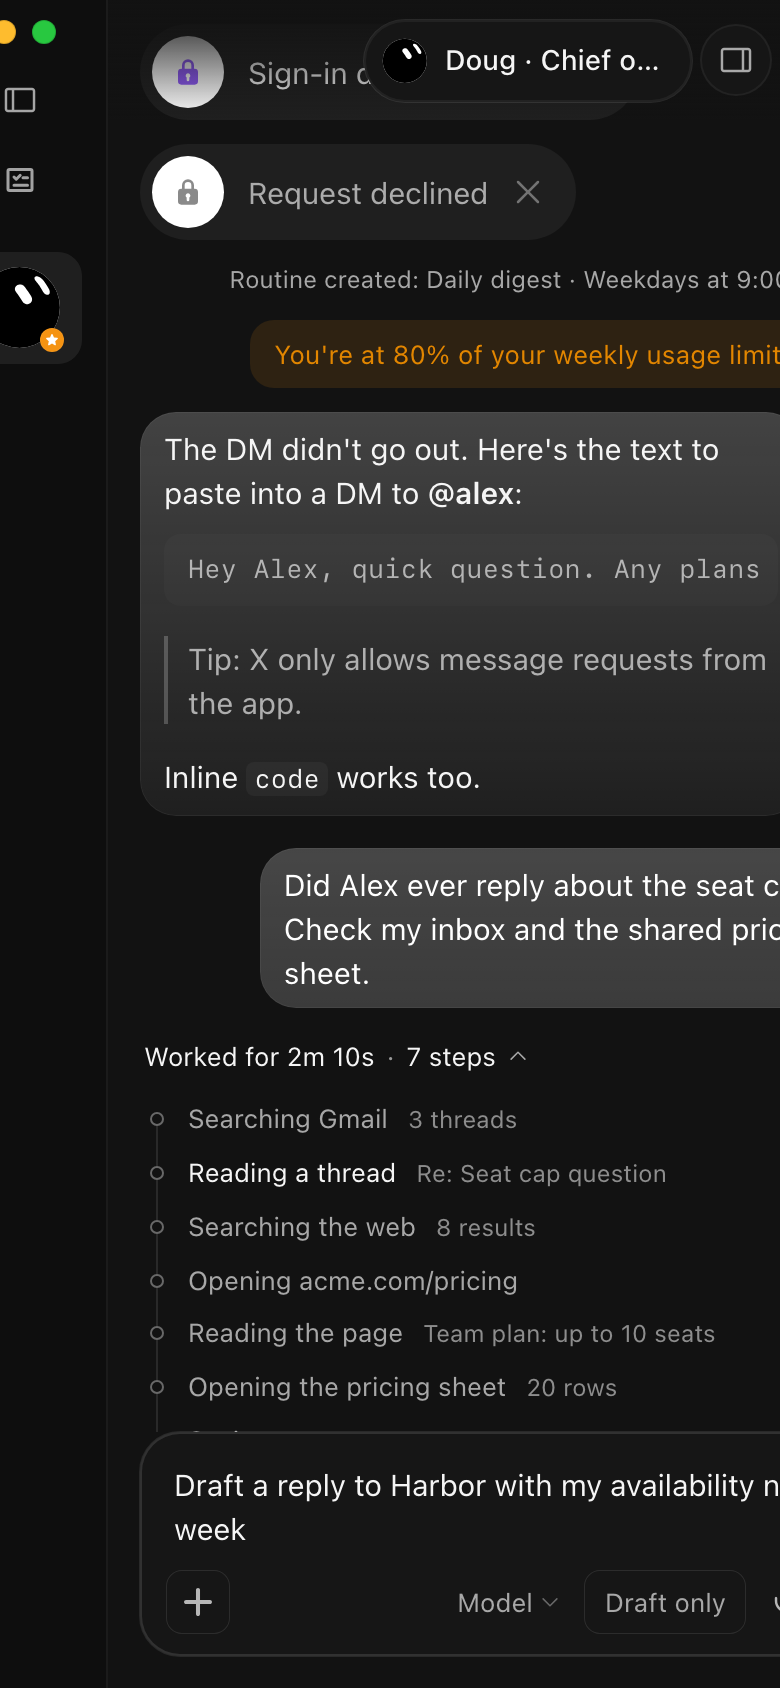 Sign-in
Doug · Chief o...
Request declined
Routine created: Daily digest · Weekdays at 9:00
You're at 80% of your weekly usage limit
The DM didn't go out. Here's the text to
paste into a DM to @alex:
Hey Alex, quick question. Any plans
Tip: X only allows message requests from
the app.
Inline code works too.
Did Alex ever reply about the seat c
Check my inbox and the shared pric
sheet.
Worked for 2m 10s · 7 steps
Searching Gmail 3 threads
Reading a thread Re: Seat cap question
Searching the web 8 results
Opening acme.com/pricing
Reading the page Team plan: up to 10 seats
Opening the pricing sheet 20 rows
Draft a reply to Harbor with my availability n
week
Model
Draft only